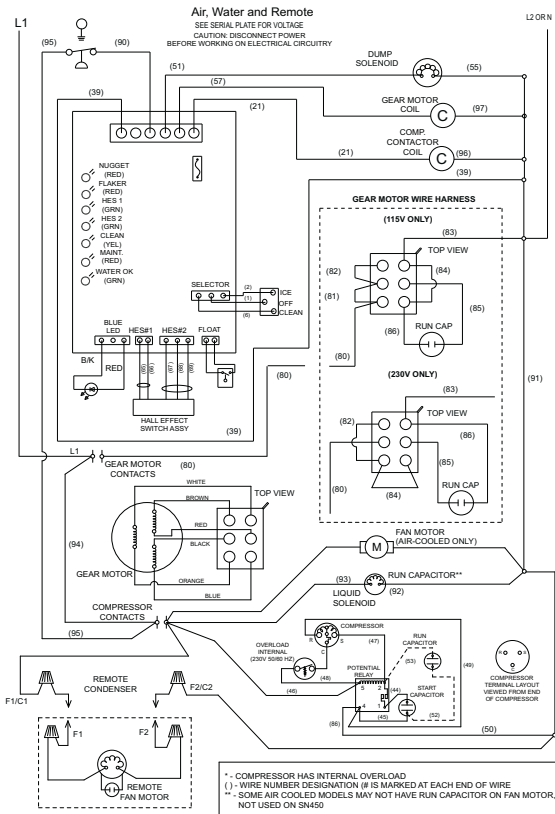 Air, Water and Remote
SEE SERIAL PLATE FOR VOLTAGE
CAUTION: DISCONNECT POWER
BEFORE WORKING ON ELECTRICAL CIRCUITRY
L1
L2 OR N
(95)
(90)
(51)
(57)
(39)
(21)
DUMP
SOLENOID
(55)
GEAR MOTOR
COIL
C
(97)
COMP.
CONTACTOR
COIL
(21)
C
(96)
(39)
NUGGET
(RED)
FLAKER
(RED)
HES 1
(GRN)
HES 2
(GRN)
CLEAN
(YEL)
MAINT.
(RED)
WATER OK
(GRN)
SELECTOR
(2)
(1)
(6)
ICE
OFF
CLEAN
BLUE
LED
HES#1
HES#2
FLOAT
B/K
RED
(65)
(66)
(67)
(68)
(69)
HALL EFFECT
SWITCH ASSY
(39)
(80)
GEAR MOTOR WIRE HARNESS
(115V ONLY)
(83)
TOP VIEW
(82)
(84)
(81)
(85)
(86)
RUN CAP
(80)
(230V ONLY)
(83)
TOP VIEW
(82)
(86)
(85)
(80)
(84)
RUN CAP
(91)
L1
GEAR MOTOR
CONTACTS
(80)
WHITE
BROWN
RED
BLACK
ORANGE
BLUE
TOP VIEW
GEAR MOTOR
(94)
COMPRESSOR
CONTACTS
(95)
M
FAN MOTOR
(AIR-COOLED ONLY)
RUN CAPACITOR**
(93)
LIQUID
SOLENOID
(92)
COMPRESSOR
R
S
C
(47)
OVERLOAD
INTERNAL
(230V 50/60 HZ)
(48)
(46)
POTENTIAL
RELAY
5
2
4
1
(44)
(45)
(86)
RUN
CAPACITOR
(53)
START
CAPACITOR
(52)
(49)
(50)
R
S
C
COMPRESSOR
TERMINAL LAYOUT
VIEWED FROM END
OF COMPRESSOR
REMOTE
CONDENSER
F1/C1
F2/C2
F1
F2
REMOTE
FAN MOTOR
* - COMPRESSOR HAS INTERNAL OVERLOAD
( ) - WIRE NUMBER DESIGNATION (# IS MARKED AT EACH END OF WIRE
** - SOME AIR COOLED MODELS MAY NOT HAVE RUN CAPACITOR ON FAN MOTOR,
NOT USED ON SN450